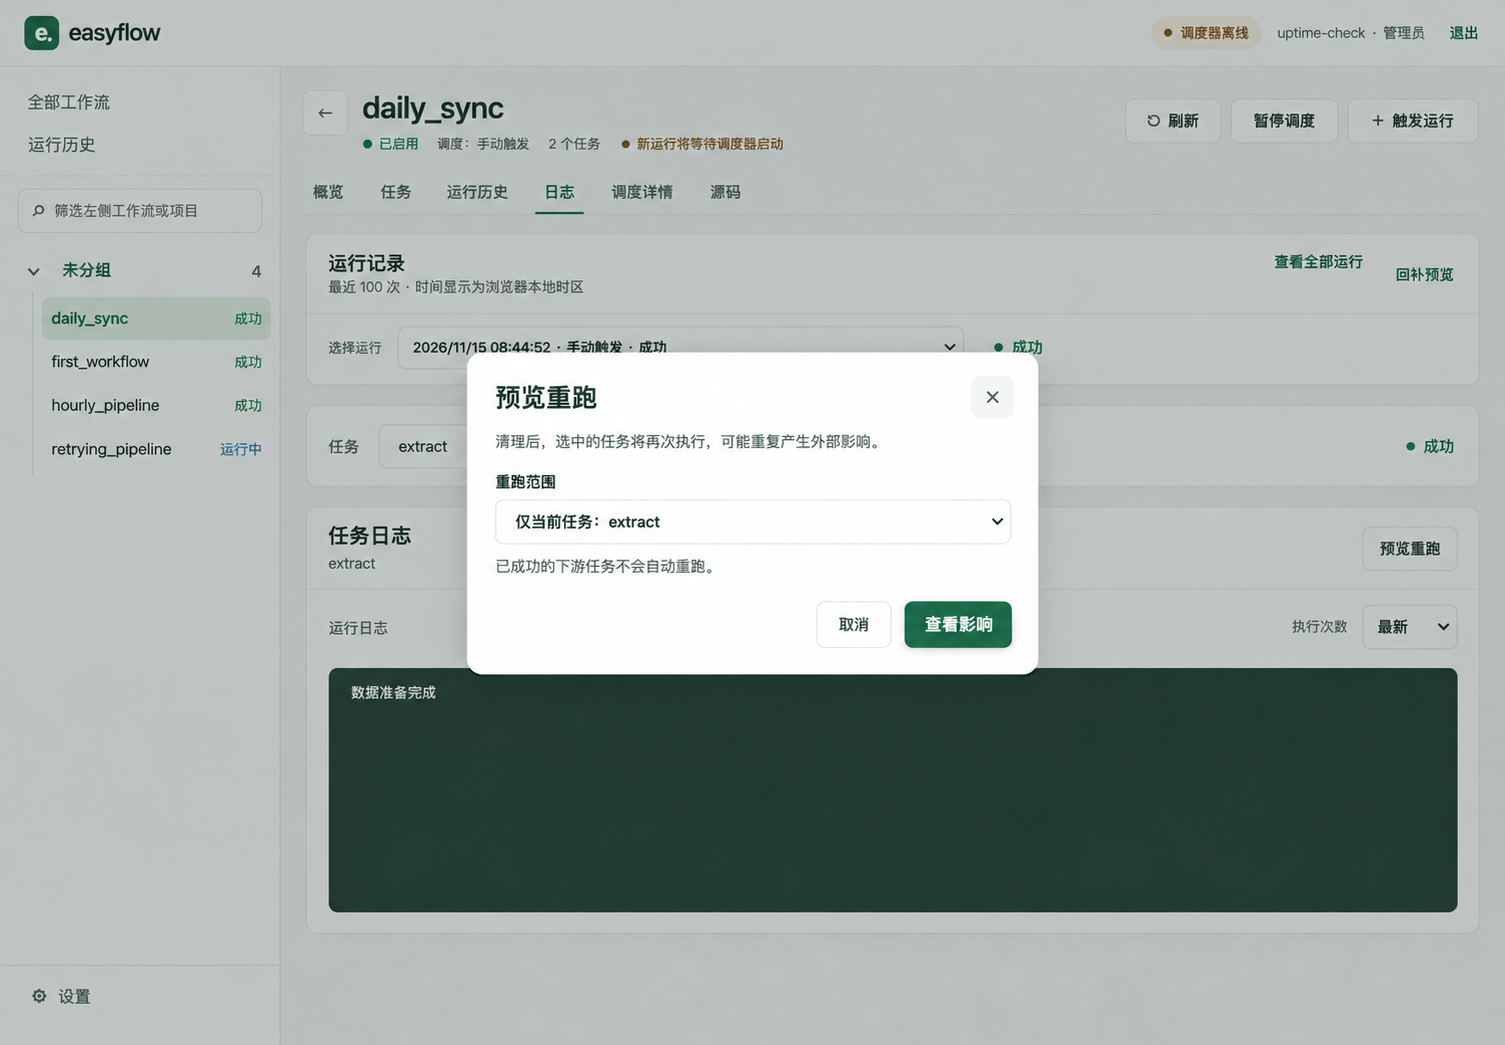 e. easyflow
调度器离线
uptime-check · 管理员
退出
全部工作流
运行历史
筛选左侧工作流或项目
未分组 4
daily_sync 成功
first_workflow 成功
hourly_pipeline 成功
retrying_pipeline 运行中
设置
daily_sync
已启用 调度：手动触发 2 个任务 新运行将等待调度器启动
刷新
暂停调度
+ 触发运行
概览 任务 运行历史 日志 调度详情 源码
运行记录
最近 100 次 · 时间显示为浏览器本地时区
查看全部运行
回补预览
选择运行 2026/11/15 08:44:52 · 手动触发 · 成功 成功
任务 extract 成功
任务日志
extract
预览重跑
运行日志 执行次数 最新
数据准备完成
预览重跑
清理后，选中的任务将再次执行，可能重复产生外部影响。
重跑范围
仅当前任务：extract
已成功的下游任务不会自动重跑。
取消 查看影响